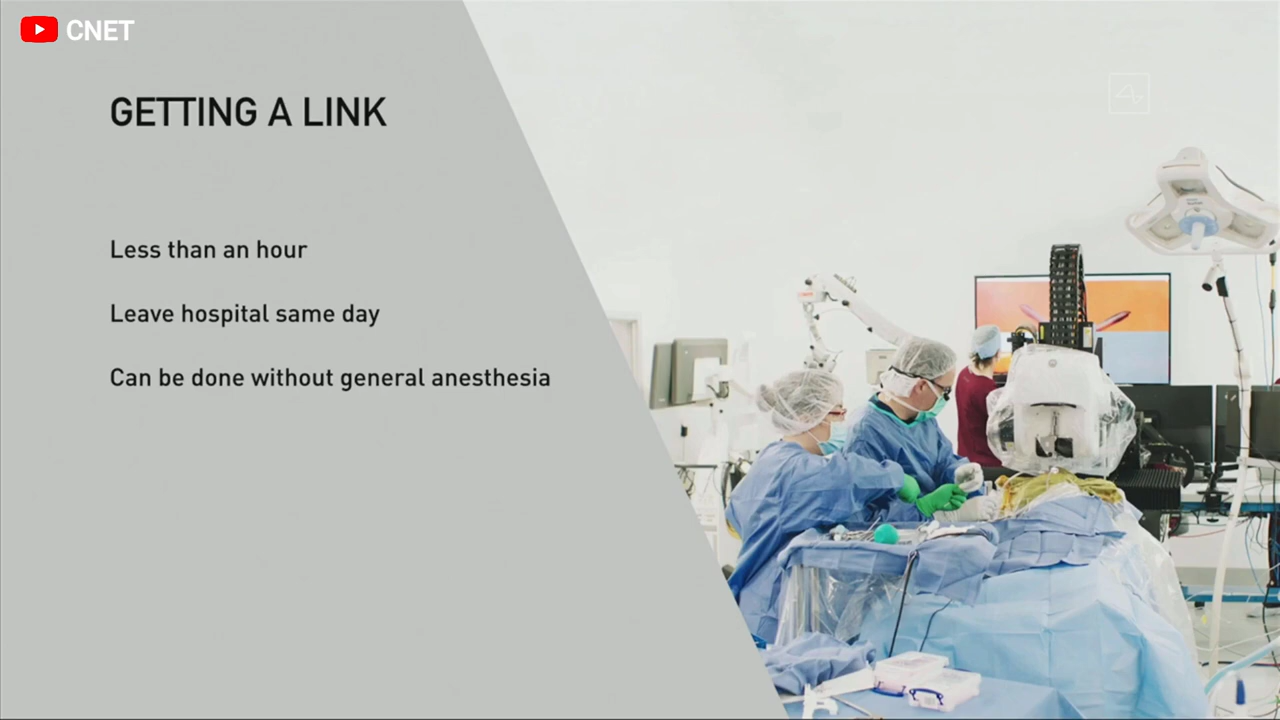 CNET
GETTING A LINK
Less than an hour
Leave hospital same day
Can be done without general anesthesia